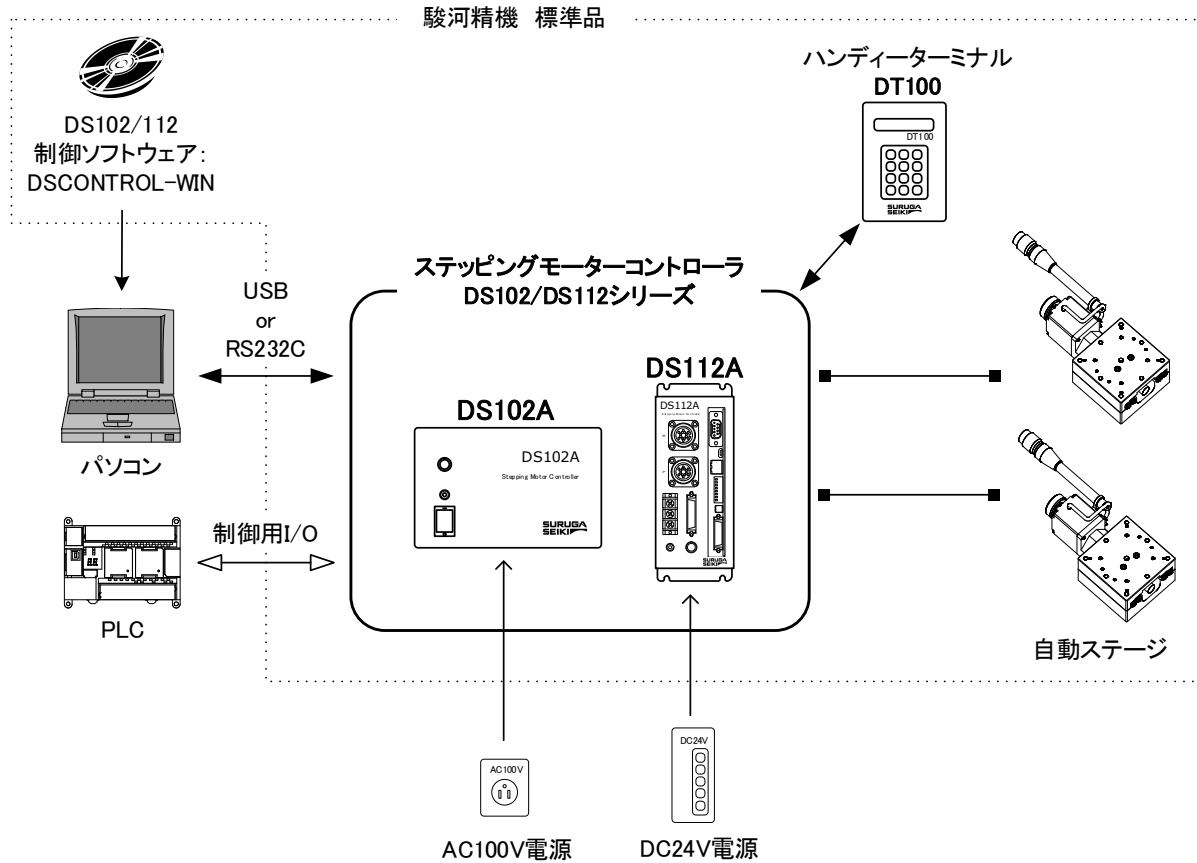 駿河精機 標準品
DS102/112
制御ソフトウェア:
DSCONTROL-WIN
ハンディーターミナル
DT100
DT100
SURUGA
SEIKI
ステッピングモーターコントローラ
DS102/DS112シリーズ
USB
or
RS232C
パソコン
DS102A
DS102A
Stepping Motor Controller
SURUGA
SEIKI
DS112A
DS112A
Stepping Motor Controller
X
Y
SURUGA
SEIKI
制御用I/O
PLC
自動ステージ
AC100V
AC100V電源
DC24V
DC24V電源